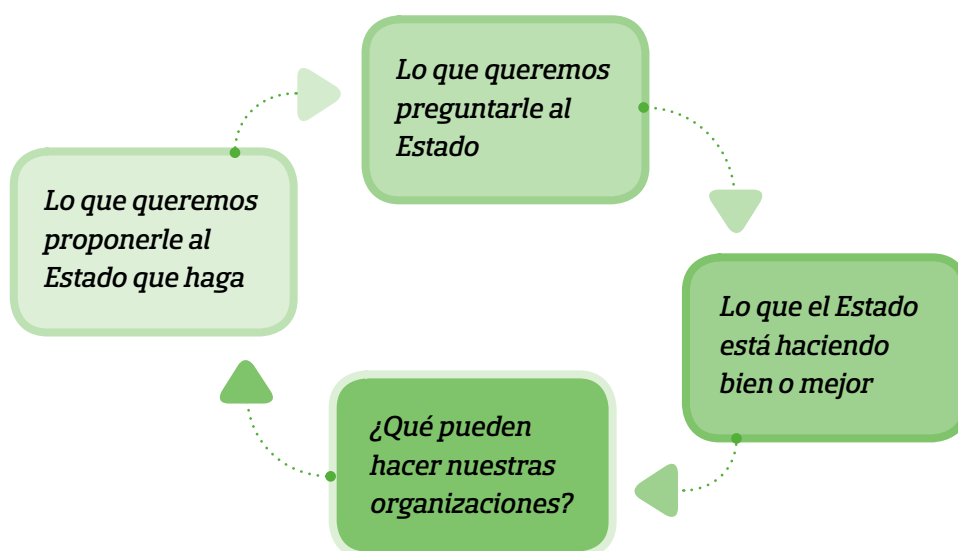 Lo que queremos
preguntarle al
Estado
Lo que queremos
proponerle al
Estado que haga
Lo que el Estado
está haciendo
bien o mejor
¿Qué pueden
hacer nuestras
organizaciones?